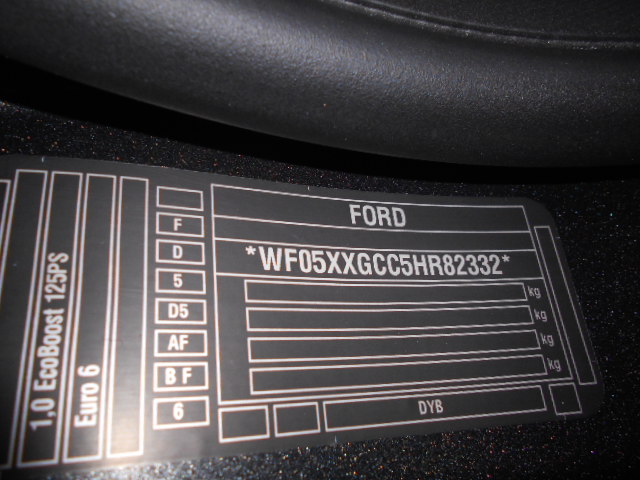 1,0 EcoBoost 125PS
Euro 6
F
D
5
D5
AF
B F
6
FORD
*WF05XXGCC5HR82332*
kg
kg
kg
kg
DYB